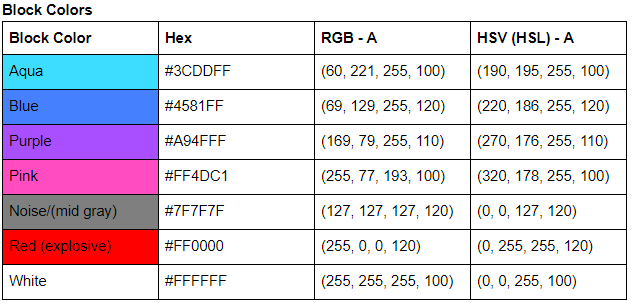 Block Colors
Block Color Hex RGB - A HSV (HSL) - A
Aqua #3CDDFF (60, 221, 255, 100) (190, 195, 255, 100)
Blue #4581FF (69, 129, 255, 120) (220, 186, 255, 120)
Purple #A94FFF (169, 79, 255, 110) (270, 176, 255, 110)
Pink #FF4DC1 (255, 77, 193, 100) (320, 178, 255, 100)
Noise/(mid gray) #7F7F7F (127, 127, 127, 120) (0, 0, 127, 120)
Red (explosive) #FF0000 (255, 0, 0, 120) (0, 255, 255, 120)
White #FFFFFF (255, 255, 255, 100) (0, 0, 255, 100)